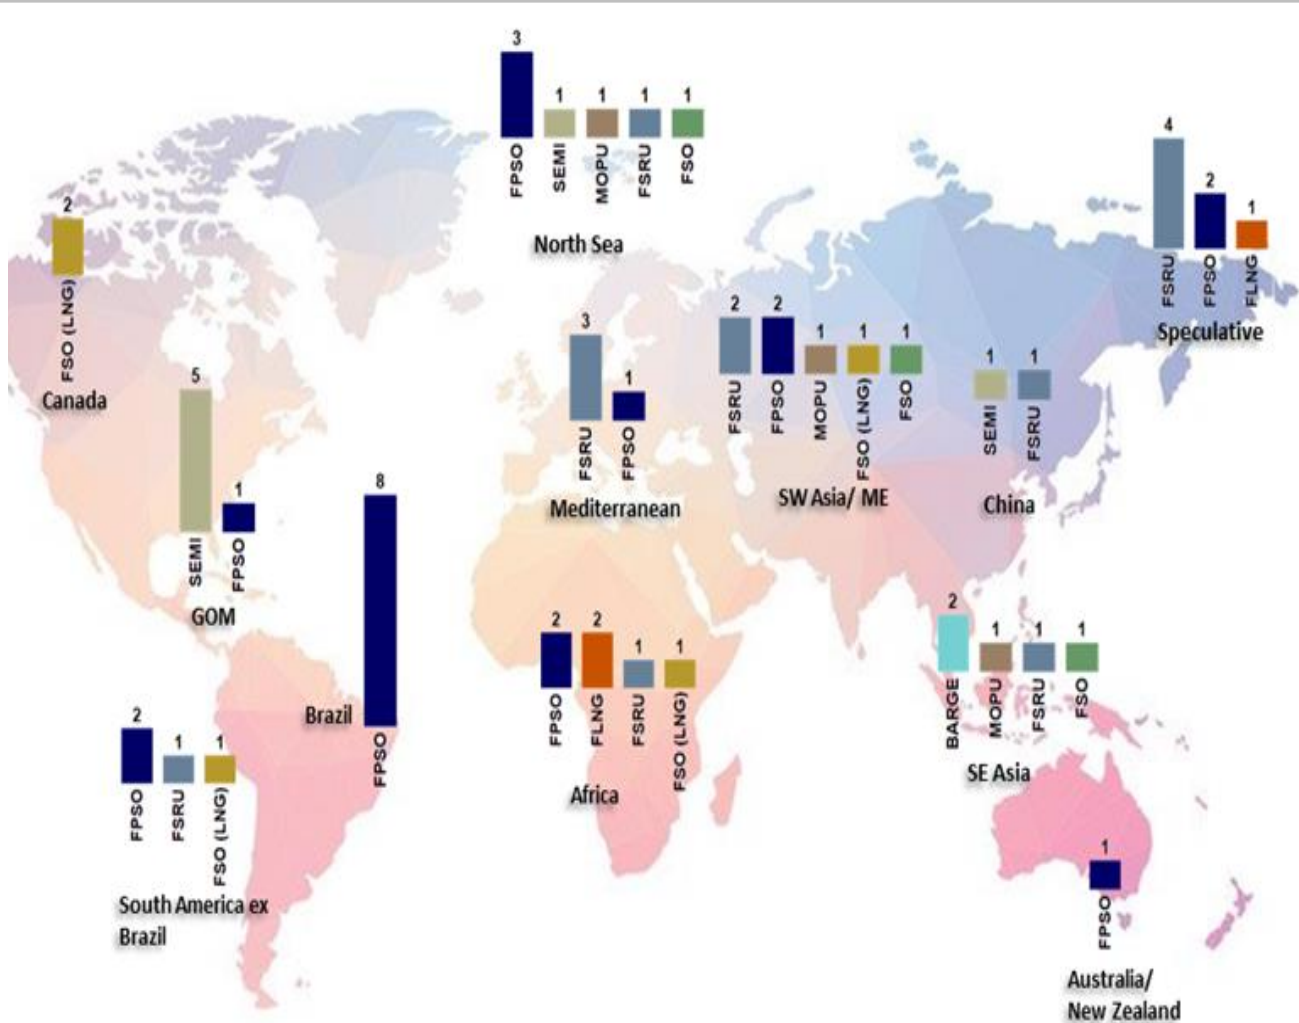 3
1
1
1
1
FPSO
SEMI
MOPU
FSRU
FSO
North Sea
4
2
1
FSRU
FPSO
FLNG
Speculative
2
FSO (LNG)
Canada
5
1
SEMI
FPSO
GOM
3
1
FSRU
FPSO
Mediterranean
2
2
1
1
1
FSRU
FPSO
MOPU
FSO (LNG)
FSO
SW Asia/ ME
1
1
SEMI
FSRU
China
8
FPSO
Brazil
2
1
1
FPSO
FSRU
FSO (LNG)
South America ex
Brazil
2
2
1
1
FPSO
FLNG
FSRU
FSO (LNG)
Africa
2
1
1
1
BARGE
MOPU
FSRU
FSO
SE Asia
1
FPSO
Australia/
New Zealand